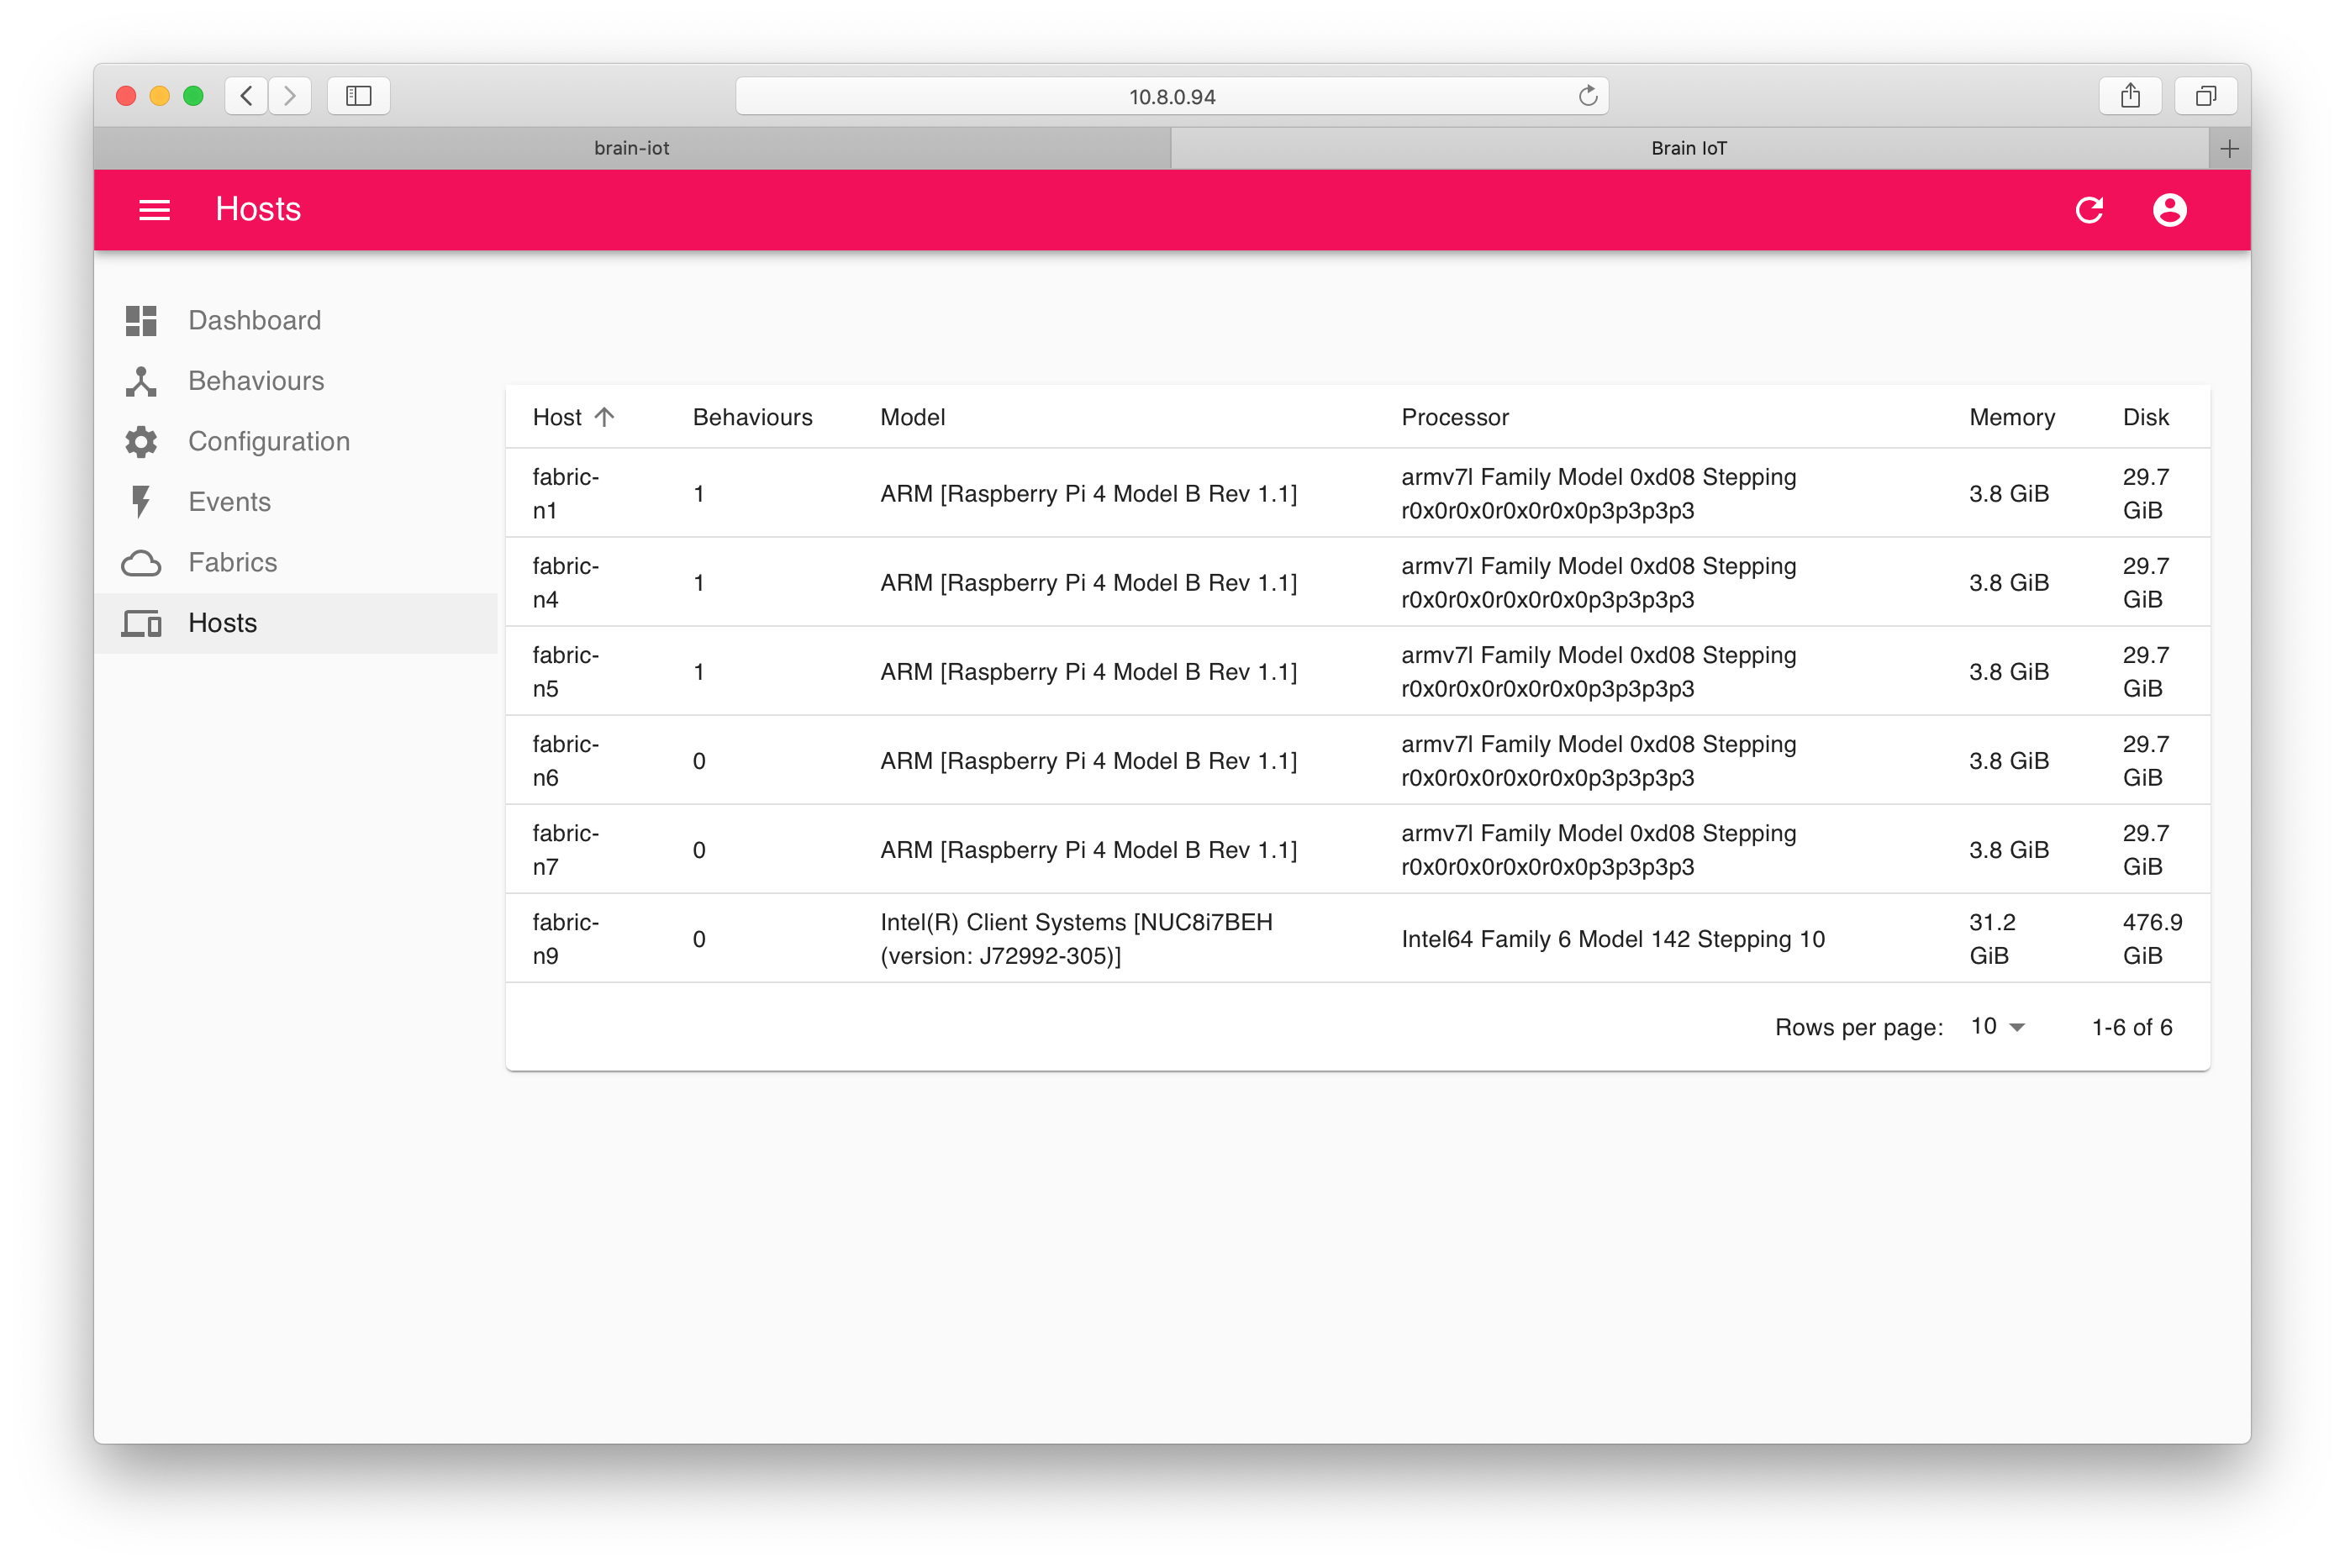 10.8.0.94
brain-iot
Brain IoT
Hosts
Dashboard
Behaviours
Configuration
Events
Fabrics
Hosts
Host Behaviours Model Processor Memory Disk
fabric-
n1
1
ARM [Raspberry Pi 4 Model B Rev 1.1]
armv7l Family Model 0xd08 Stepping
r0x0r0x0r0x0r0x0p3p3p3p3
3.8 GiB
29.7
GiB
fabric-
n4
1
ARM [Raspberry Pi 4 Model B Rev 1.1]
armv7l Family Model 0xd08 Stepping
r0x0r0x0r0x0r0x0p3p3p3p3
3.8 GiB
29.7
GiB
fabric-
n5
1
ARM [Raspberry Pi 4 Model B Rev 1.1]
armv7l Family Model 0xd08 Stepping
r0x0r0x0r0x0r0x0p3p3p3p3
3.8 GiB
29.7
GiB
fabric-
n6
0
ARM [Raspberry Pi 4 Model B Rev 1.1]
armv7l Family Model 0xd08 Stepping
r0x0r0x0r0x0r0x0p3p3p3p3
3.8 GiB
29.7
GiB
fabric-
n7
0
ARM [Raspberry Pi 4 Model B Rev 1.1]
armv7l Family Model 0xd08 Stepping
r0x0r0x0r0x0r0x0p3p3p3p3
3.8 GiB
29.7
GiB
fabric-
n9
0
Intel(R) Client Systems [NUC8i7BEH
(version: J72992-305)]
Intel64 Family 6 Model 142 Stepping 10
31.2
GiB
476.9
GiB
Rows per page: 10 1-6 of 6